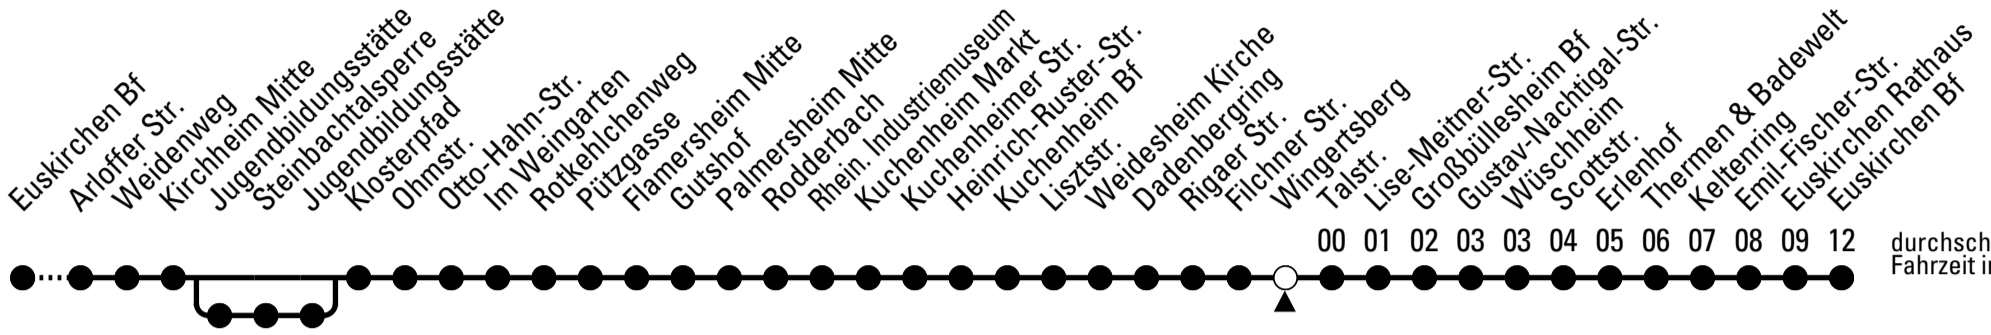 Euskirchen Bf
Arloffer Str.
Weidenweg
Kirchheim Mitte
Jugendbildungsstätte
Steinbachtalsperre
Jugendbildungsstätte
Klosterpfad
Ohmstr.
Otto-Hahn-Str.
Im Weingarten
Rotkehlchenweg
Pützgasse
Flamersheim Mitte
Gutshof
Palmersheim Mitte
Rodderbach
Rhein. Industriemuseum
Kuchenheim Markt
Kuchenheimer Str.
Heinrich-Ruster-Str.
Kuchenheim Bf
Lisztstr.
Weidesheim Kirche
Dadenbergring
Rigaer Str.
Filchner Str.
Wingertsberg
Talstr.
Lise-Meitner-Str.
Großbüllesheim Bf
Gustav-Nachtigal-Str.
Wüschheim
Scottstr.
Erlenhof
Thermen & Badewelt
Keltenring
Emil-Fischer-Str.
Euskirchen Rathaus
Euskirchen Bf
00 01 02 03 03 04 05 06 07 08 09 12
durchsch
Fahrzeit in